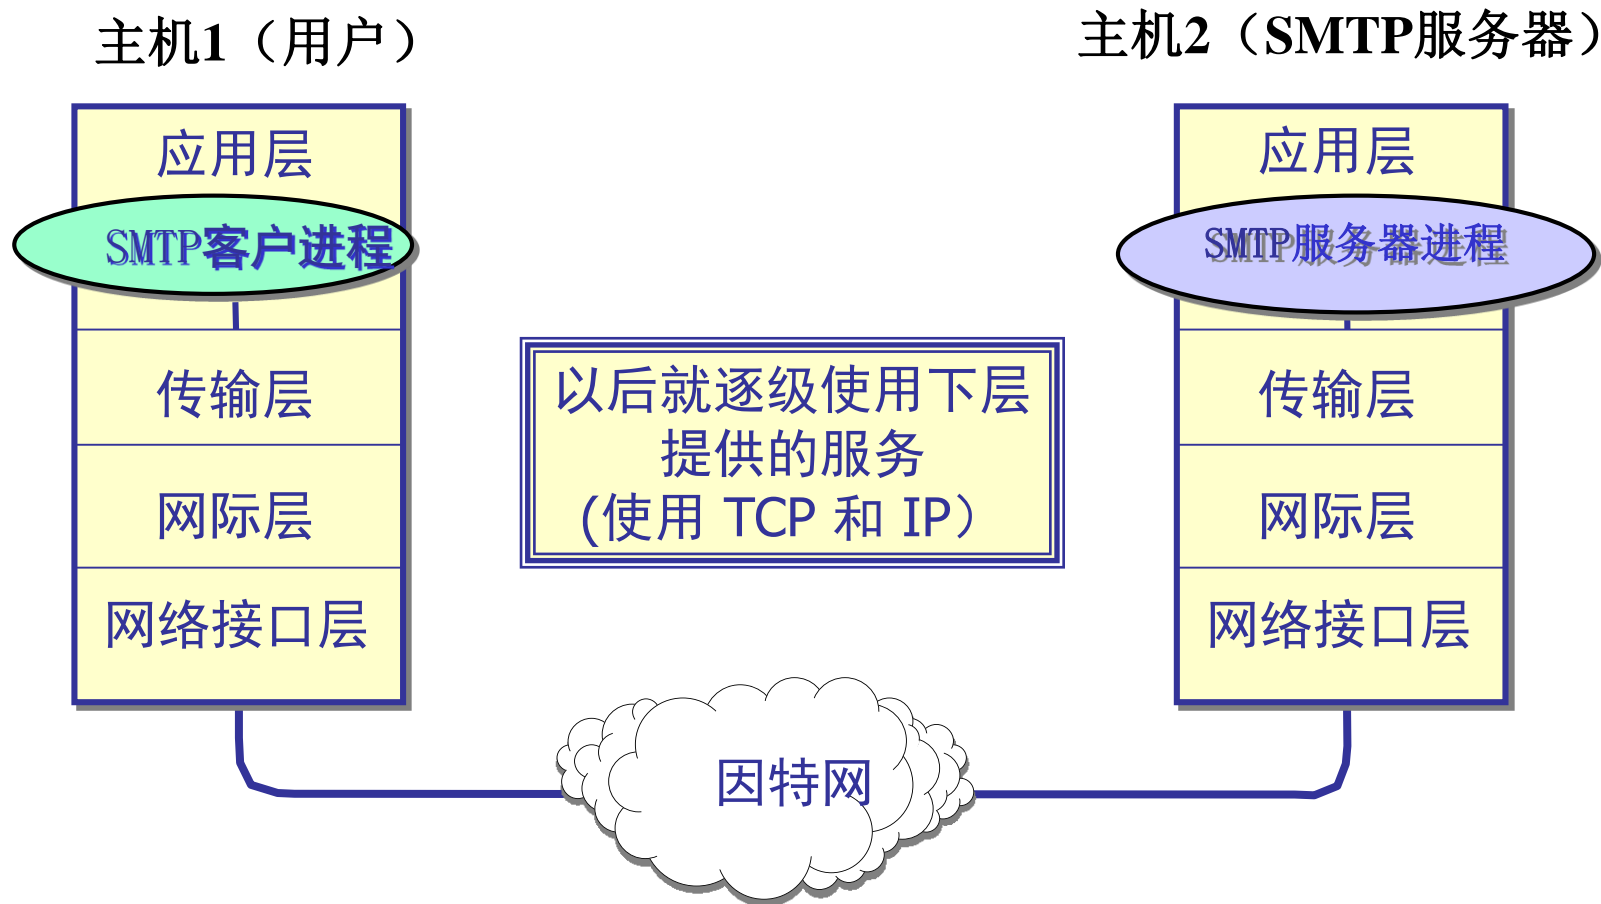 主机1（用户）
主机2（SMTP服务器）
应用层
SMTP客户进程
传输层
网际层
网络接口层
以后就逐级使用下层
提供的服务
(使用 TCP 和 IP）
应用层
SMTP服务器进程
传输层
网际层
网络接口层
因特网